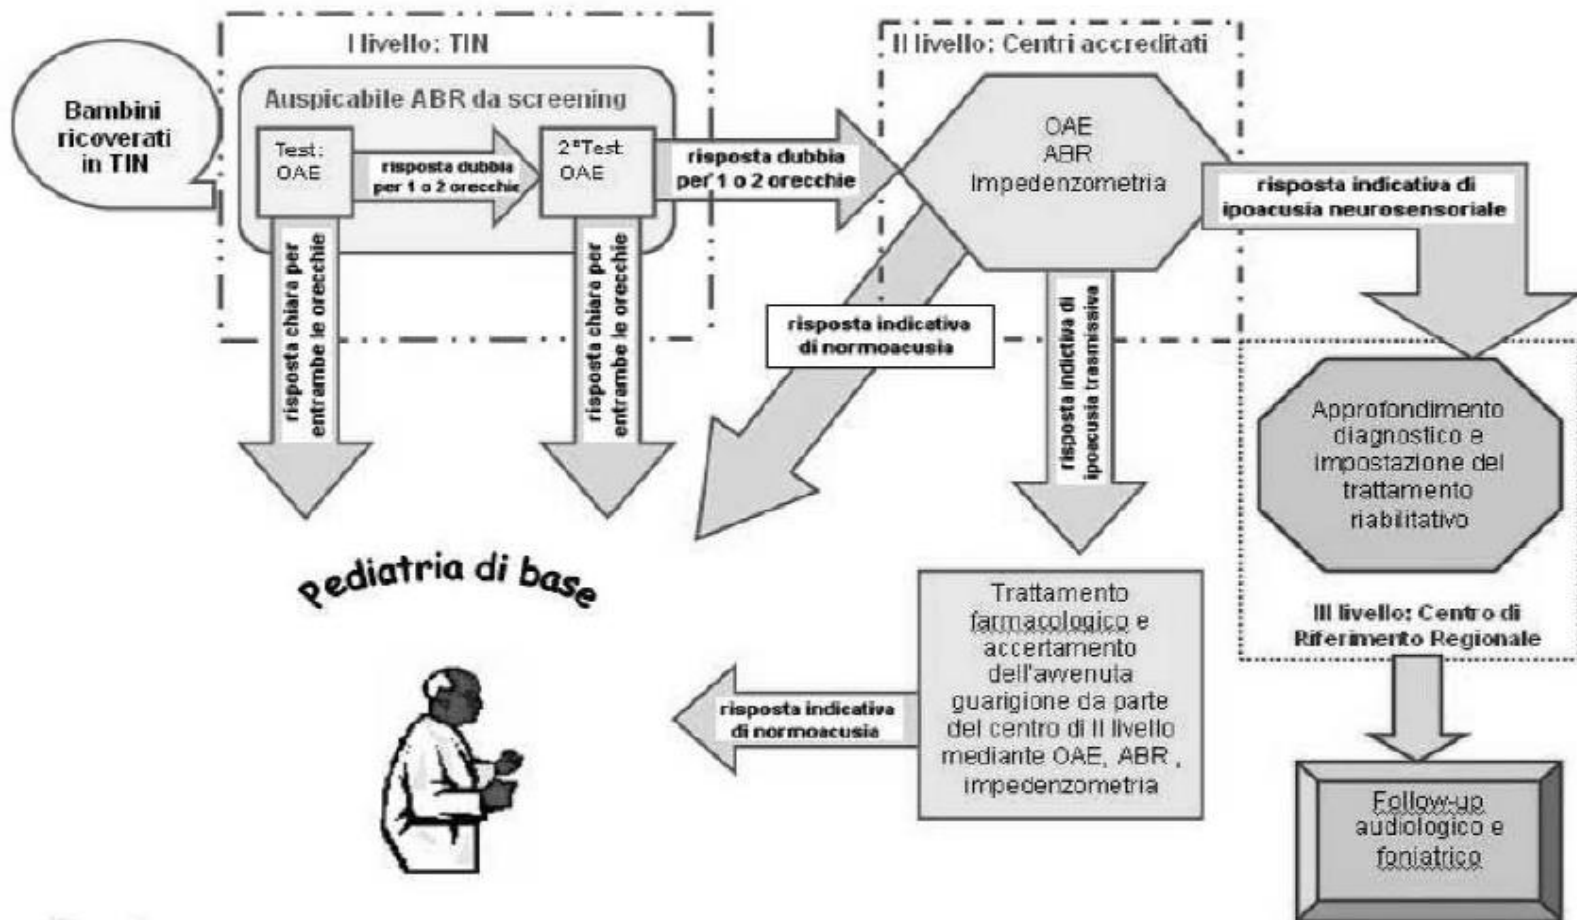 I livello: TIN
Bambini
ricoverati
in TIN
Auspicabile ABR da screening
Test:
OAE
risposta dubbia
per 1 o 2 orecchie
2°Test
OAE
risposta dubbia
per 1 o 2 orecchie
risposta chiara per
entrambe le orecchie
risposta chiara per
entrambe le orecchie
II livello: Centri accreditati
OAE
ABR
Impedenzometria
risposta indicativa di
ipoacusia neurosensoriale
risposta indicativa
di normoacusia
risposta indictiva di
ipoacusia trasmissiva
Approfondimento
diagnostico e
impostazione del
trattamento
riabilitativo
III livello: Centro di
Riferimento Regionale
Pediatria di base
Trattamento
farmacologico e
accertamento
dell'avvenuta
guarigione da parte
del centro di II livello
mediante OAE, ABR ,
impedenzometria
risposta indicativa
di normoacusia
Follow-up
audiologico e
foniatrico